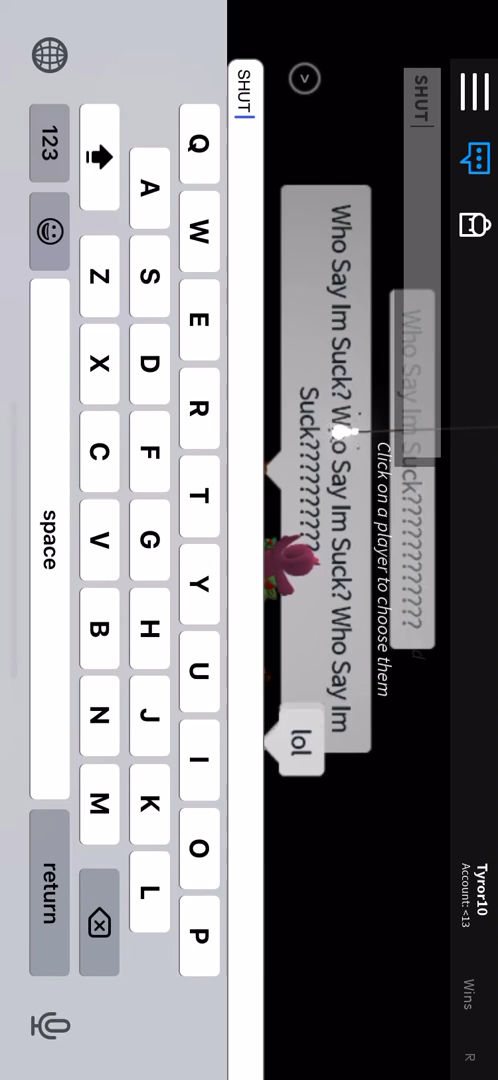 SHUT
Tyror10
Account: <13
Wins
R
Who Say Im Suck????????????
Click on a player to choose them
Who Say Im Suck? Who Say Im Suck? Who Say Im
Suck???????????
lol
SHUT
Q W E R T Y U I O P
A S D F G H J K L
Z X C V B N M
123
space
return